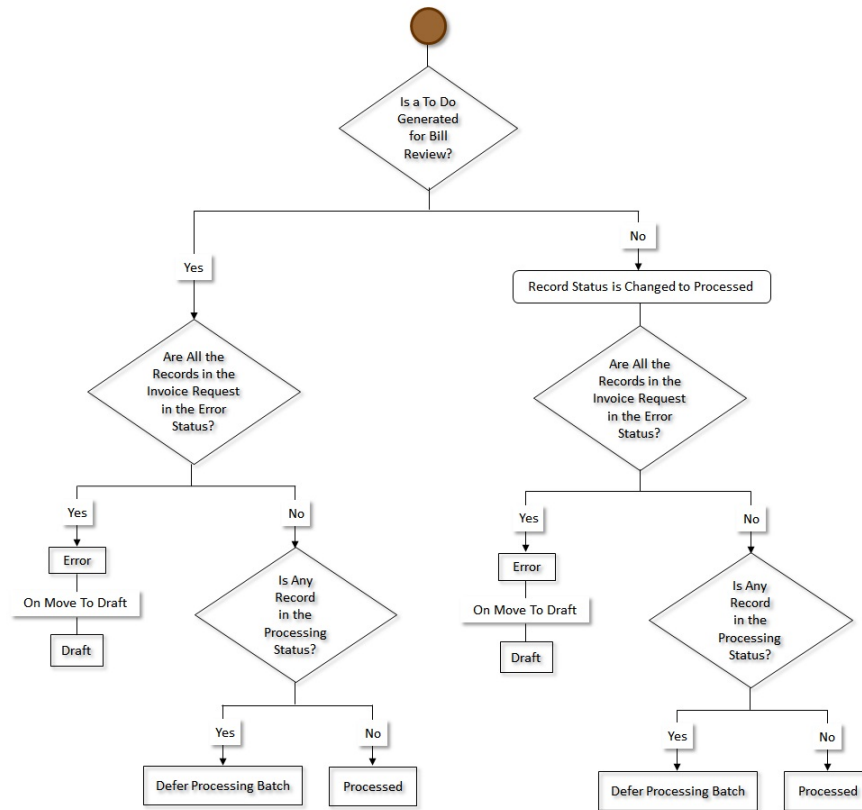 Is a To Do
Generated
for Bill
Review?
Yes
No
Record Status is Changed to Processed
Are All the
Records in the
Invoice Request
in the Error
Status?
Yes
No
Error
On Move To Draft
Draft
Is Any
Record
in the
Processing
Status?
Yes
No
Defer Processing Batch
Processed
Are All the
Records in the
Invoice Request
in the Error
Status?
Yes
No
Error
On Move To Draft
Draft
Is Any
Record
in the
Processing
Status?
Yes
No
Defer Processing Batch
Processed